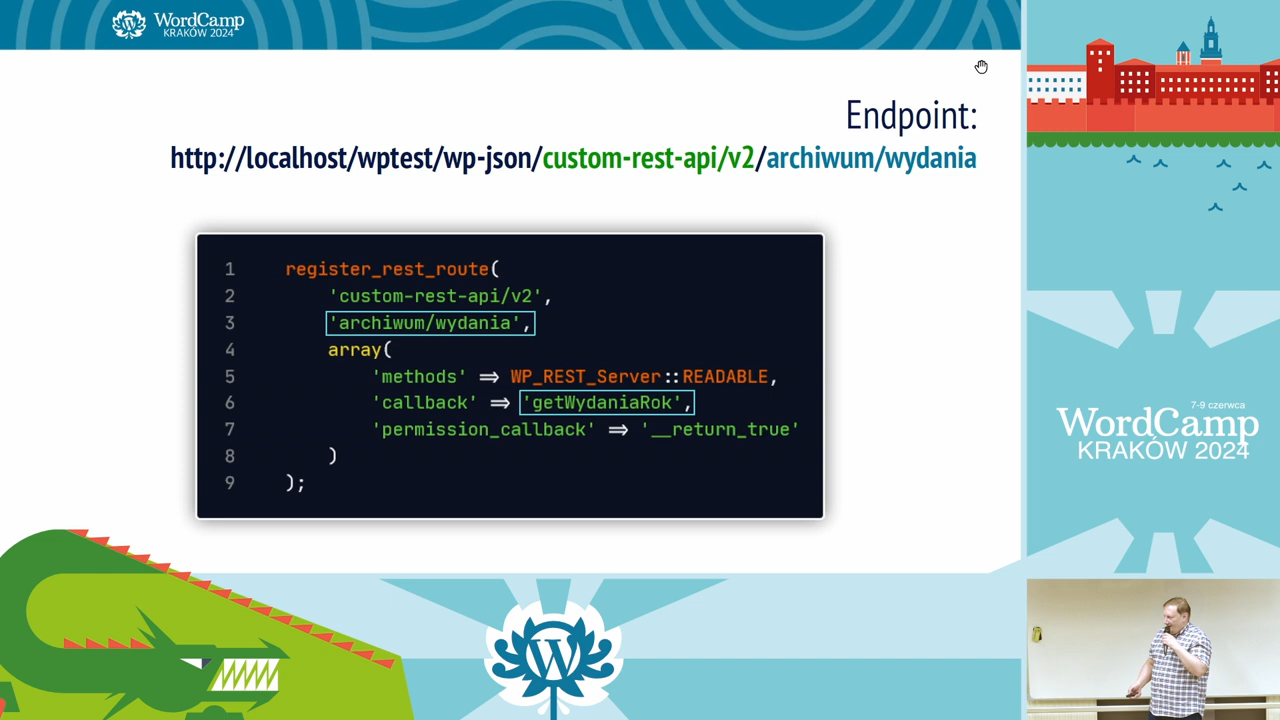 WordCamp
KRAKÓW 2024
Endpoint:
http://localhost/wptest/wp-json/custom-rest-api/v2/archiwum/wydania
1 register_rest_route(
2 'custom-rest-api/v2',
3 'archiwum/wydania',
4 array(
5 'methods' => WP_REST_Server::READABLE,
6 'callback' => 'getWydaniaRok',
7 'permission_callback' => '__return_true'
8 )
9 );
7-9 czerwca
WordCamp
KRAKÓW 2024
W